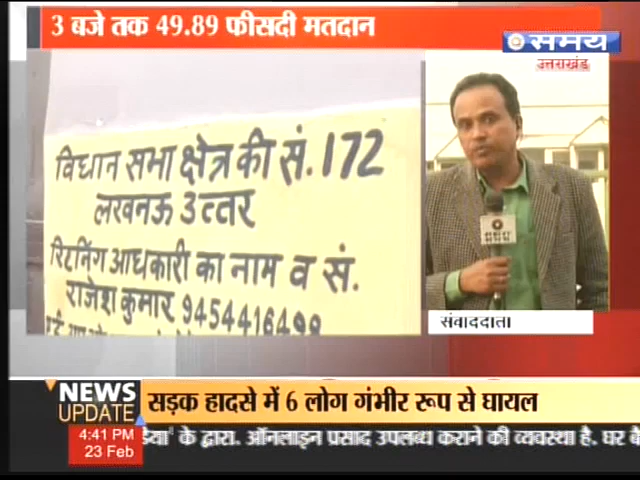 3 बजे तक 49.89 फीसदी मतदान
समय
उत्तराखंड
विधान सभा क्षेत्र की सं. 172
लखनऊ उत्तर
रिटर्निंग आधकारी का नाम व सं.
राजेश कुमार 9454416499
संवाददाता
NEWS UPDATE
सड़क हादसे में 6 लोग गंभीर रूप से घायल
4:41 PM
23 Feb
के द्वारा. ऑनलाइन प्रसाद उपलब्ध कराने की व्यवस्था है. घर